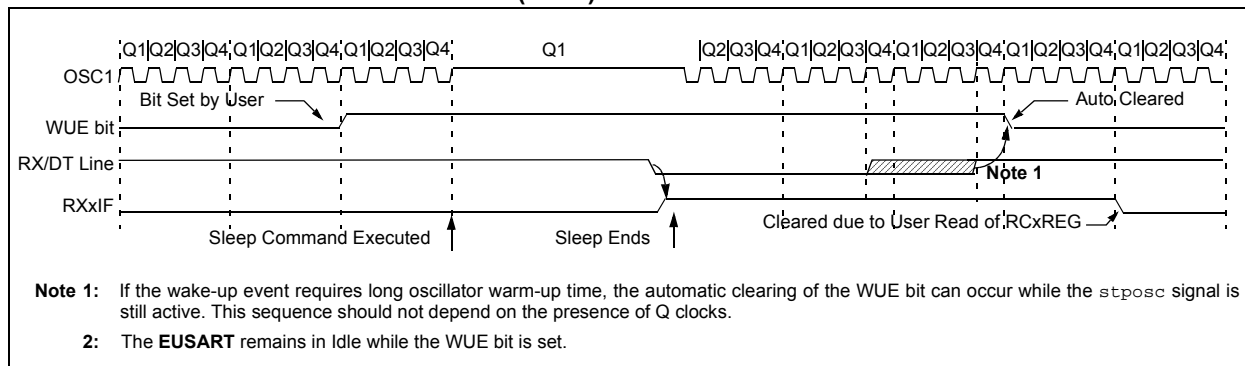 Q1 Q2 Q3 Q4 Q1 Q2 Q3 Q4 Q1 Q2 Q3 Q4 Q1 Q2 Q3 Q4 Q1 Q2 Q3 Q4 Q1 Q2 Q3 Q4 Q1 Q2 Q3 Q4 Q1 Q2 Q3 Q4
OSC1
Bit Set by User
Auto Cleared
WUE bit
RX/DT Line
Note 1
RXxIF
Cleared due to User Read of RCxREG
Sleep Command Executed
Sleep Ends
Note 1: If the wake-up event requires long oscillator warm-up time, the automatic clearing of the WUE bit can occur while the stposc signal is
still active. This sequence should not depend on the presence of Q clocks.
2: The EUSART remains in Idle while the WUE bit is set.